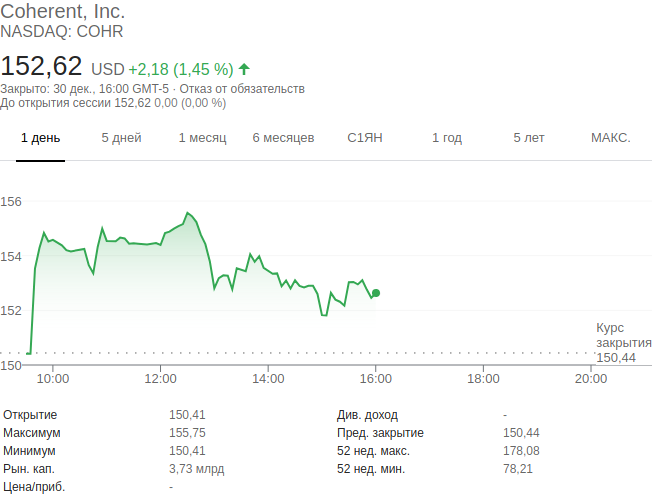 Coherent, Inc.
NASDAQ: COHR
152,62 USD +2,18 (1,45 %)
Закрыто: 30 дек., 16:00 GMT-5 · Отказ от обязательств
До открытия сессии 152,62 0,00 (0,00 %)
1 день 5 дней 1 месяц 6 месяцев С1ЯН 1 год 5 лет МАКС.
156
154
152
Курс
закрытия
150,44
150
10:00 12:00 14:00 16:00 18:00 20:00
Открытие 150,41 Див. доход -
Максимум 155,75 Пред. закрытие 150,44
Минимум 150,41 52 нед. макс. 178,08
Рын. кап. 3,73 млрд 52 нед. мин. 78,21
Цена/приб. -